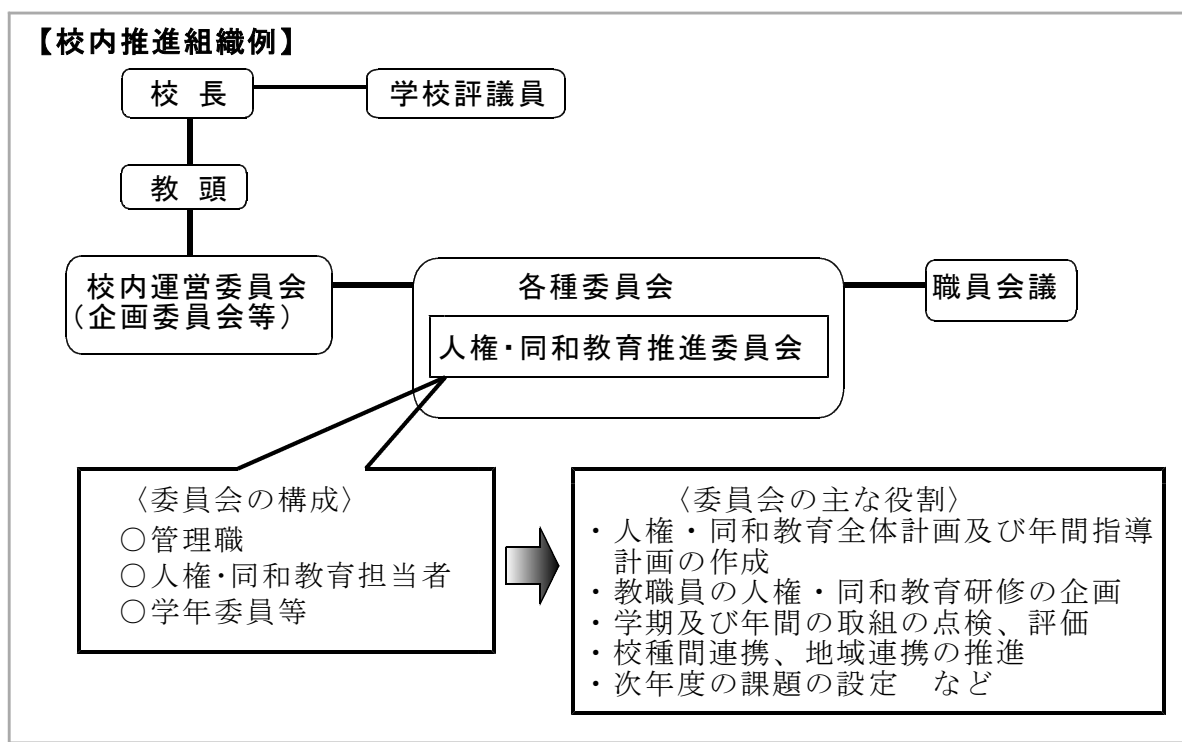 【校内推進組織例】
校 長
学校評議員
教 頭
校内運営委員会
(企画委員会等)
各種委員会
人権・同和教育推進委員会
職員会議
〈委員会の構成〉
○管理職
○人権・同和教育担当者
○学年委員等
〈委員会の主な役割〉
・人権・同和教育全体計画及び年間指導
計画の作成
・教職員の人権・同和教育研修の企画
・学期及び年間の取組の点検、評価
・校種間連携、地域連携の推進
・次年度の課題の設定　など